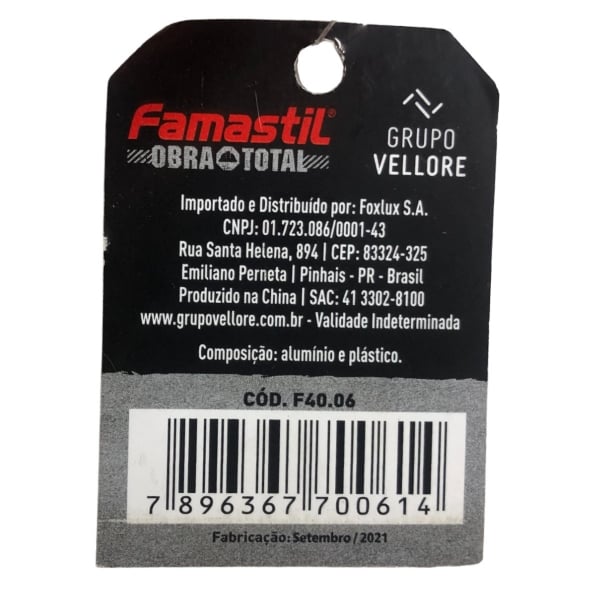 Famastil®
OBRA TOTAL
GRUPO
VELLORE
Importado e Distribuído por: Foxlux S.A.
CNPJ: 01.723.086/0001-43
Rua Santa Helena, 894 | CEP: 83324-325
Emiliano Perneta | Pinhais - PR - Brasil
Produzido na China | SAC: 41 3302-8100
www.grupovellore.com.br - Validade Indeterminada
Composição: alumínio e plástico.
CÓD. F40.06
7 896367 700614
Fabricação: Setembro / 2021